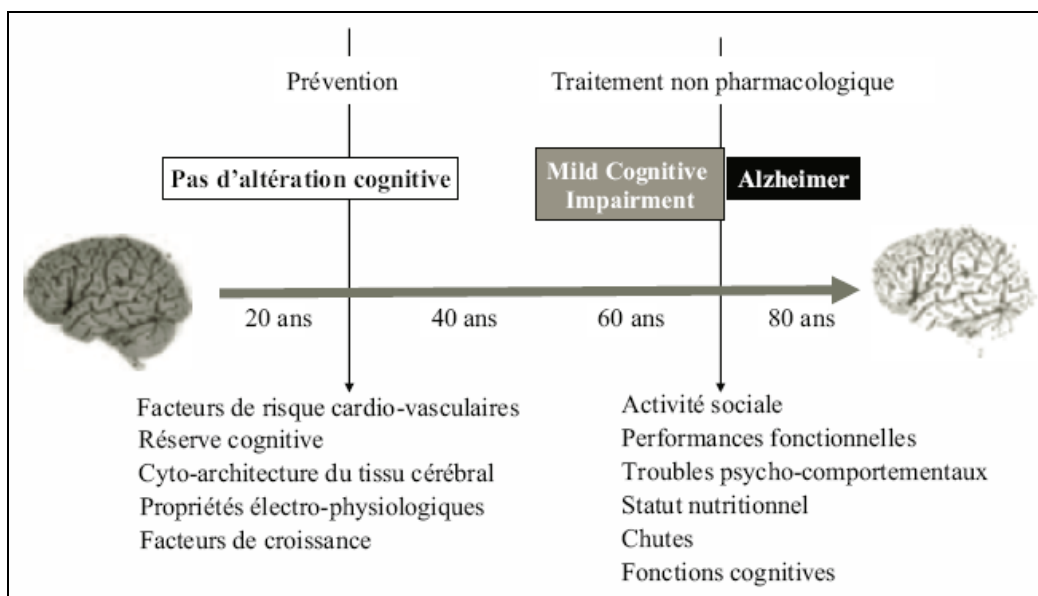 Prévention
Traitement non pharmacologique
Pas d'altération cognitive
Mild Cognitive
Impairment
Alzheimer
20 ans
40 ans
60 ans
80 ans
Facteurs de risque cardio-vasculaires
Réserve cognitive
Cyto-architecture du tissu cérébral
Propriétés électro-physiologiques
Facteurs de croissance
Activité sociale
Performances fonctionnelles
Troubles psycho-comportementaux
Statut nutritionnel
Chutes
Fonctions cognitives